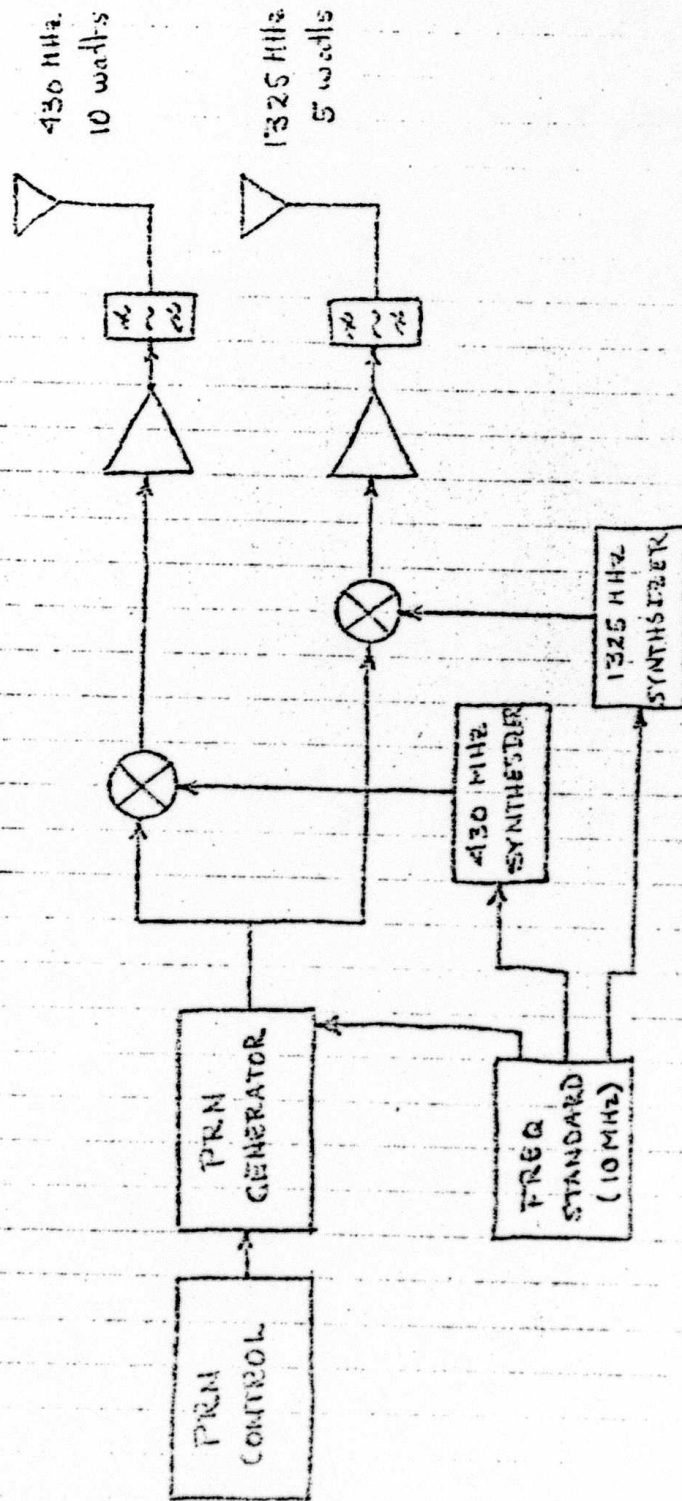 430 MHz
10 watts
1325 MHz
5 watts
PRN
CONTROL
PRN
GENERATOR
430 MHZ
SYNTHESIZER
1325 MHZ
SYNTHSIZER
FREQ
STANDARD
(10 MHz)